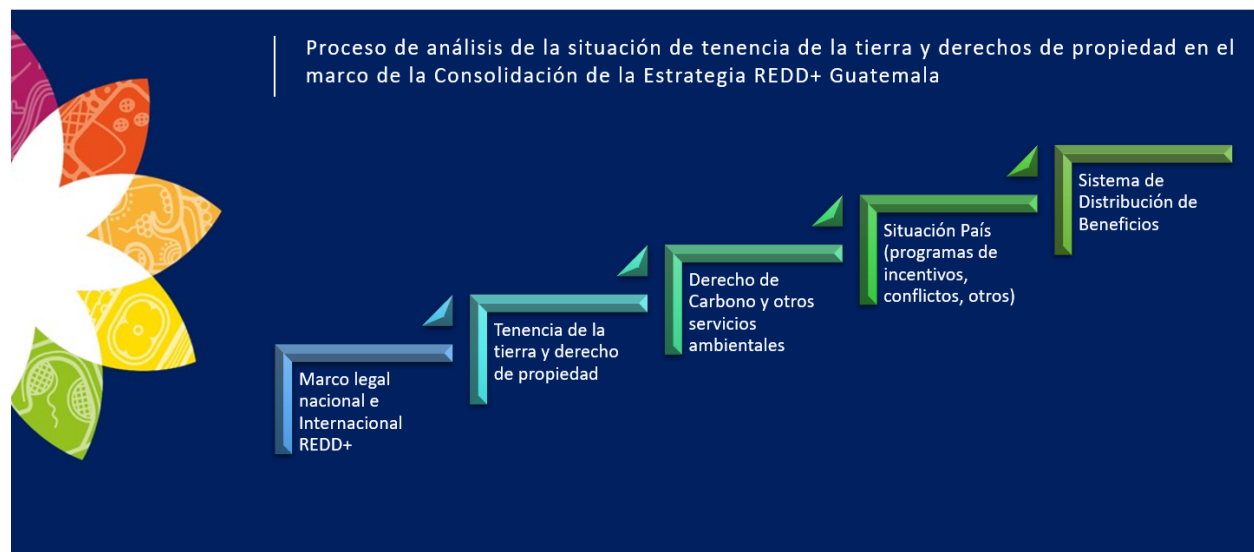 Proceso de análisis de la situación de tenencia de la tierra y derechos de propiedad en el
marco de la Consolidación de la Estrategia REDD+ Guatemala
Marco legal
nacional e
Internacional
REDD+
Tenencia de la
tierra y derecho
de propiedad
Derecho de
Carbono y otros
servicios
ambientales
Situación País
(programas de
incentivos,
conflictos, otros)
Sistema de
Distribución de
Beneficios